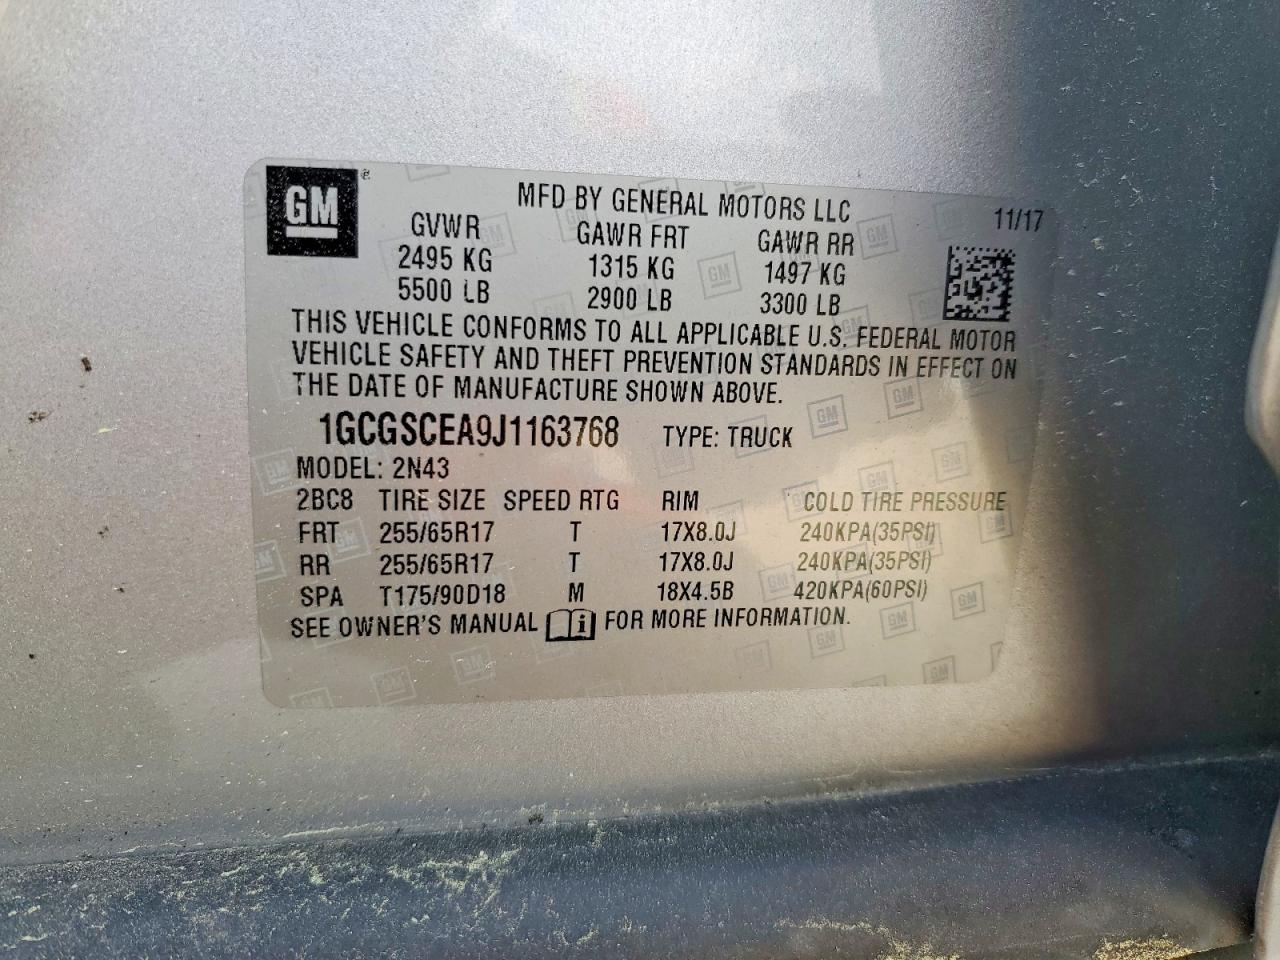 GM
MFD BY GENERAL MOTORS LLC 11/17
GVWR GAWR FRT GAWR RR
2495 KG 1315 KG 1497 KG
5500 LB 2900 LB 3300 LB
THIS VEHICLE CONFORMS TO ALL APPLICABLE U.S. FEDERAL MOTOR
VEHICLE SAFETY AND THEFT PREVENTION STANDARDS IN EFFECT ON
THE DATE OF MANUFACTURE SHOWN ABOVE.
1GCGSCEA9J1163768 TYPE: TRUCK
MODEL: 2N43
2BC8 TIRE SIZE SPEED RTG RIM COLD TIRE PRESSURE
FRT 255/65R17 T 17X8.0J 240KPA(35PSI)
RR 255/65R17 T 17X8.0J 240KPA(35PSI)
SPA T175/90D18 M 18X4.5B 420KPA(60PSI)
SEE OWNER'S MANUAL i FOR MORE INFORMATION.